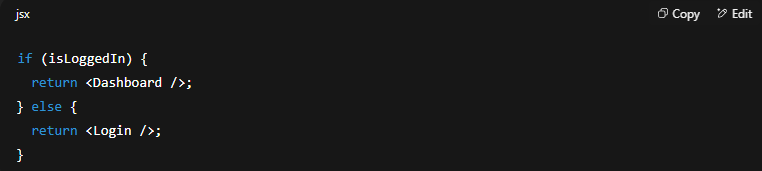 jsx
Copy Edit
if (isLoggedIn) {
  return <Dashboard />;
} else {
  return <Login />;
}